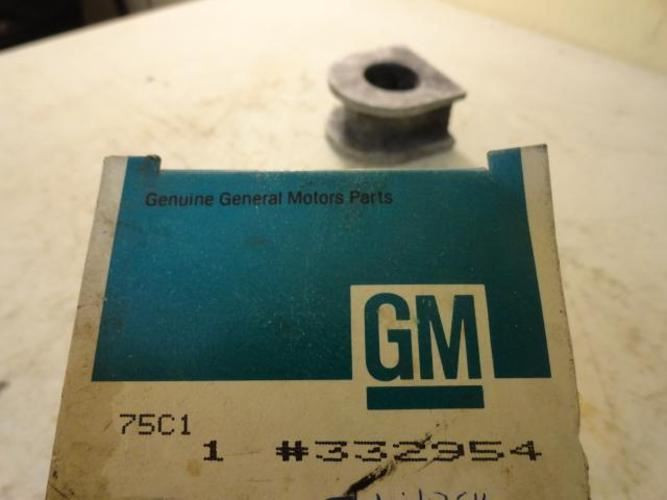 Genuine General Motors Parts
GM
75C1
1 #332954